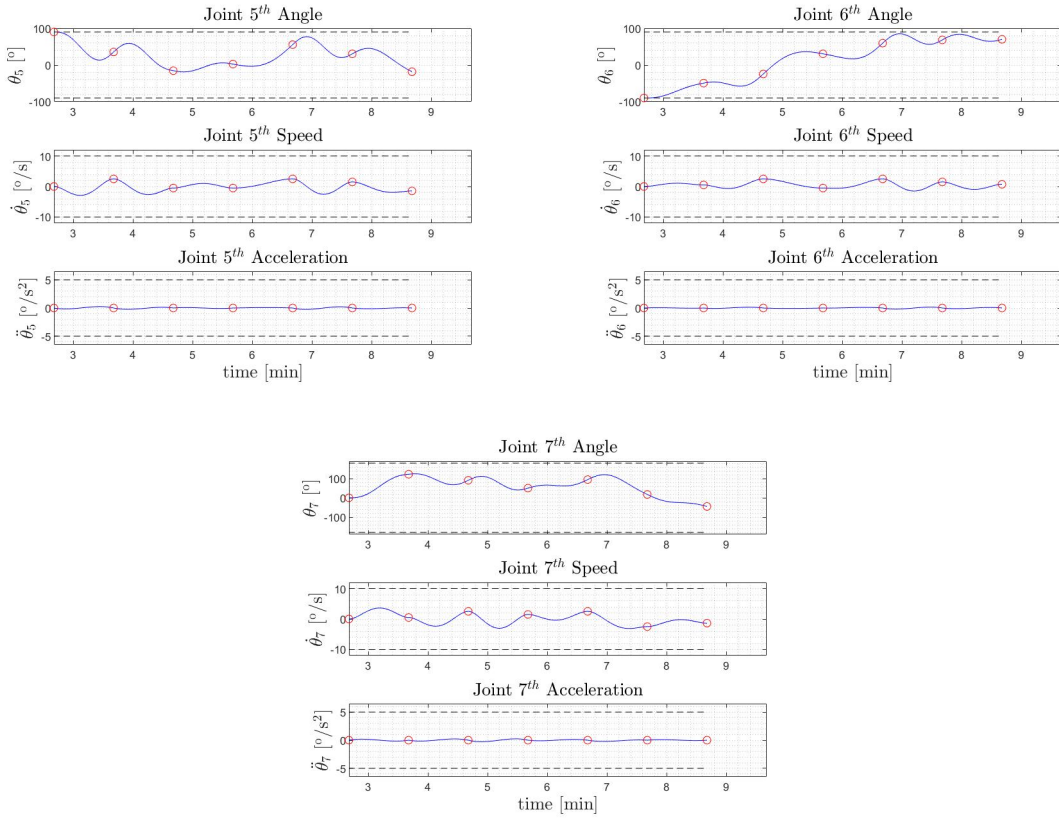 Joint 5th Angle
100
0
-100
θ5 [o]
3 4 5 6 7 8 9
Joint 5th Speed
10
0
-10
θ̇5 [o/s]
3 4 5 6 7 8 9
Joint 5th Acceleration
5
0
-5
θ̈5 [o/s2]
3 4 5 6 7 8 9
time [min]
Joint 6th Angle
100
0
-100
θ6 [o]
3 4 5 6 7 8 9
Joint 6th Speed
10
0
-10
θ̇6 [o/s]
3 4 5 6 7 8 9
Joint 6th Acceleration
5
0
-5
θ̈6 [o/s2]
3 4 5 6 7 8 9
time [min]
Joint 7th Angle
100
0
-100
θ7 [o]
3 4 5 6 7 8 9
Joint 7th Speed
10
0
-10
θ̇7 [o/s]
3 4 5 6 7 8 9
Joint 7th Acceleration
5
0
-5
θ̈7 [o/s2]
3 4 5 6 7 8 9
time [min]